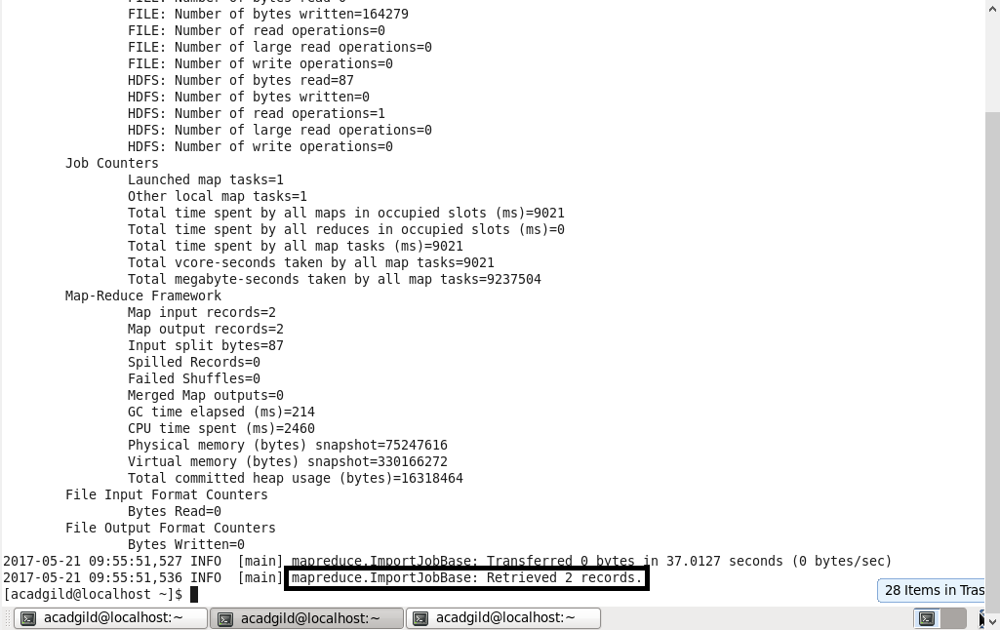 FILE: Number of bytes read=0
FILE: Number of bytes written=164279
FILE: Number of read operations=0
FILE: Number of large read operations=0
FILE: Number of write operations=0
HDFS: Number of bytes read=87
HDFS: Number of bytes written=0
HDFS: Number of read operations=1
HDFS: Number of large read operations=0
HDFS: Number of write operations=0
Job Counters
Launched map tasks=1
Other local map tasks=1
Total time spent by all maps in occupied slots (ms)=9021
Total time spent by all reduces in occupied slots (ms)=0
Total time spent by all map tasks (ms)=9021
Total vcore-seconds taken by all map tasks=9021
Total megabyte-seconds taken by all map tasks=9237504
Map-Reduce Framework
Map input records=2
Map output records=2
Input split bytes=87
Spilled Records=0
Failed Shuffles=0
Merged Map outputs=0
GC time elapsed (ms)=214
CPU time spent (ms)=2460
Physical memory (bytes) snapshot=75247616
Virtual memory (bytes) snapshot=330166272
Total committed heap usage (bytes)=16318464
File Input Format Counters
Bytes Read=0
File Output Format Counters
Bytes Written=0
2017-05-21 09:55:51,527 INFO  [main] mapreduce.ImportJobBase: Transferred 0 bytes in 37.0127 seconds (0 bytes/sec)
2017-05-21 09:55:51,536 INFO  [main] mapreduce.ImportJobBase: Retrieved 2 records.
[acadgild@localhost ~]$
28 Items in Tras
acadgild@localhost:~ acadgild@localhost:~ acadgild@localhost:~